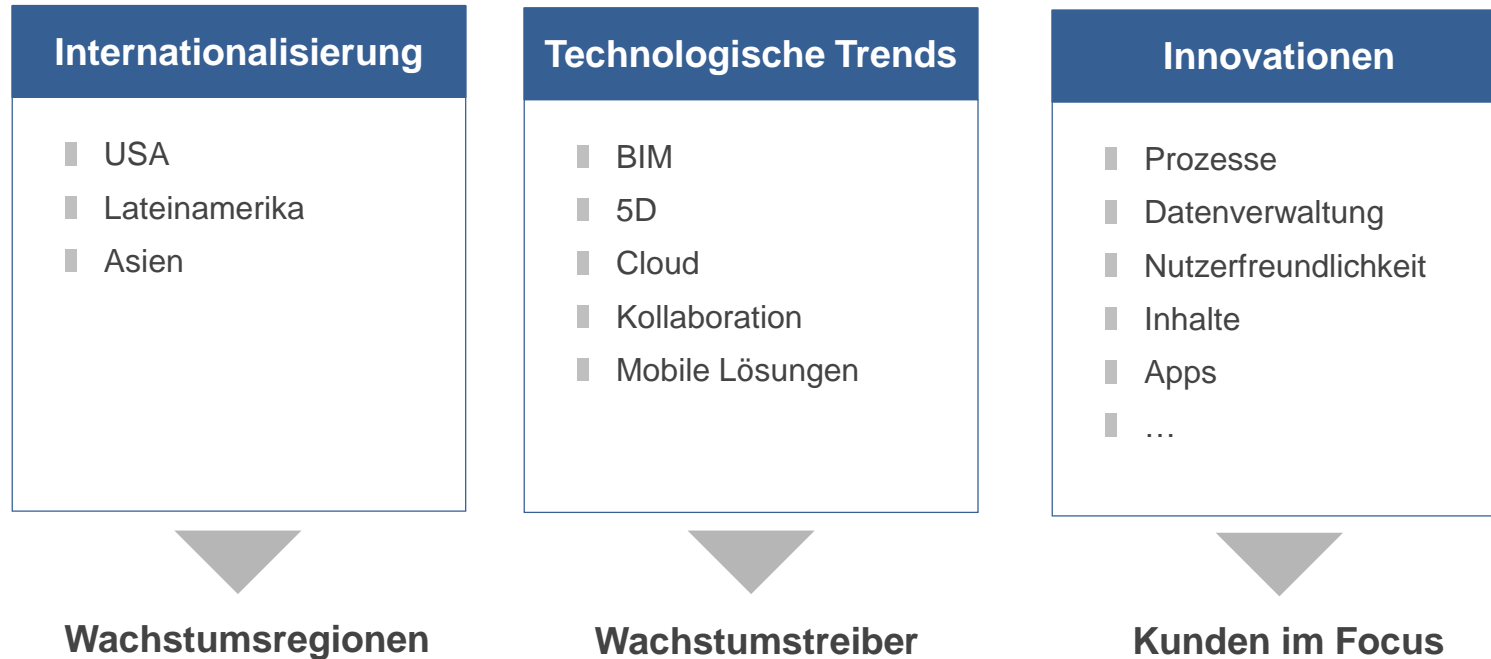 Internationalisierung
USA
Lateinamerika
Asien
Wachstumsregionen
Technologische Trends
BIM
5D
Cloud
Kollaboration
Mobile Lösungen
Wachstumstreiber
Innovationen
Prozesse
Datenverwaltung
Nutzerfreundlichkeit
Inhalte
Apps
…
Kunden im Focus